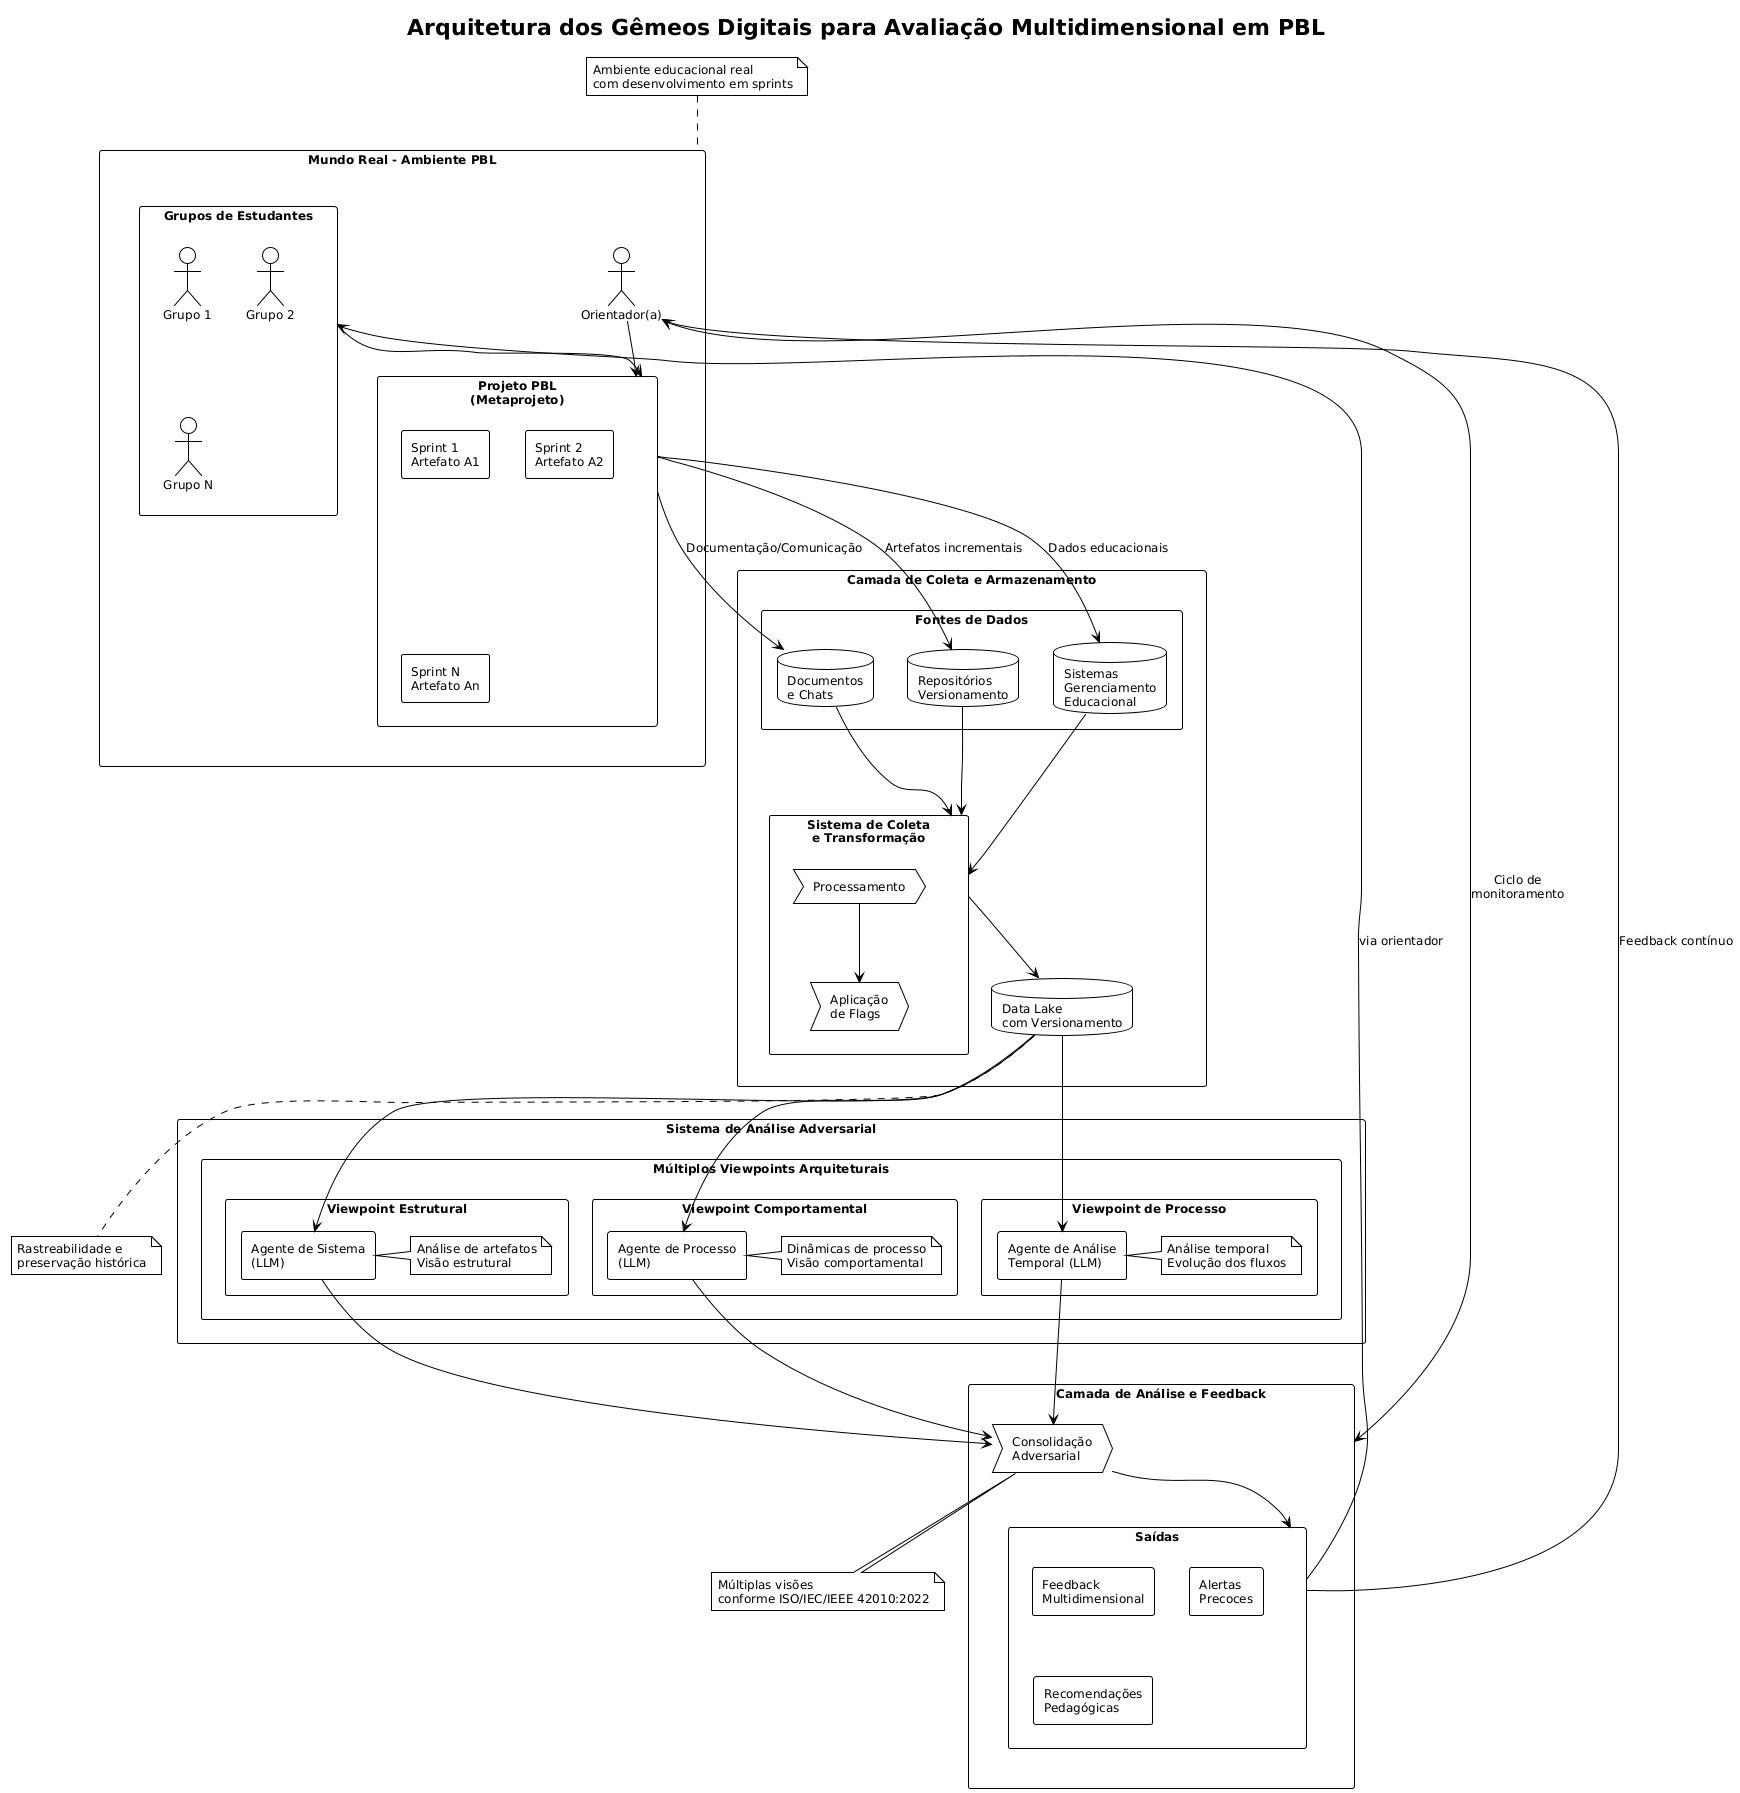 Arquitetura dos Gêmeos Digitais para Avaliação Multidimensional em PBL
Ambiente educacional real
com desenvolvimento em sprints
Mundo Real - Ambiente PBL
Grupos de Estudantes
Grupo 1
Grupo 2
Orientador(a)
Grupo N
Projeto PBL
(Metaprojeto)
Sprint 1
Artefato A1
Sprint 2
Artefato A2
Sprint N
Artefato An
Documentação/Comunicação
Artefatos incrementais
Dados educacionais
Camada de Coleta e Armazenamento
Fontes de Dados
Documentos
e Chats
Repositórios
Versionamento
Sistemas
Gerenciamento
Educacional
Sistema de Coleta
e Transformação
Processamento
Aplicação
de Flags
Data Lake
com Versionamento
Ciclo de
monitoramento
via orientador
Feedback contínuo
Sistema de Análise Adversarial
Múltiplos Viewpoints Arquiteturais
Viewpoint Estrutural
Agente de Sistema
(LLM)
Análise de artefatos
Visão estrutural
Viewpoint Comportamental
Agente de Processo
(LLM)
Dinâmicas de processo
Visão comportamental
Viewpoint de Processo
Agente de Análise
Temporal (LLM)
Análise temporal
Evolução dos fluxos
Rastreabilidade e
preservação histórica
Camada de Análise e Feedback
Consolidação
Adversarial
Múltiplas visões
conforme ISO/IEC/IEEE 42010:2022
Saídas
Feedback
Multidimensional
Alertas
Precoces
Recomendações
Pedagógicas